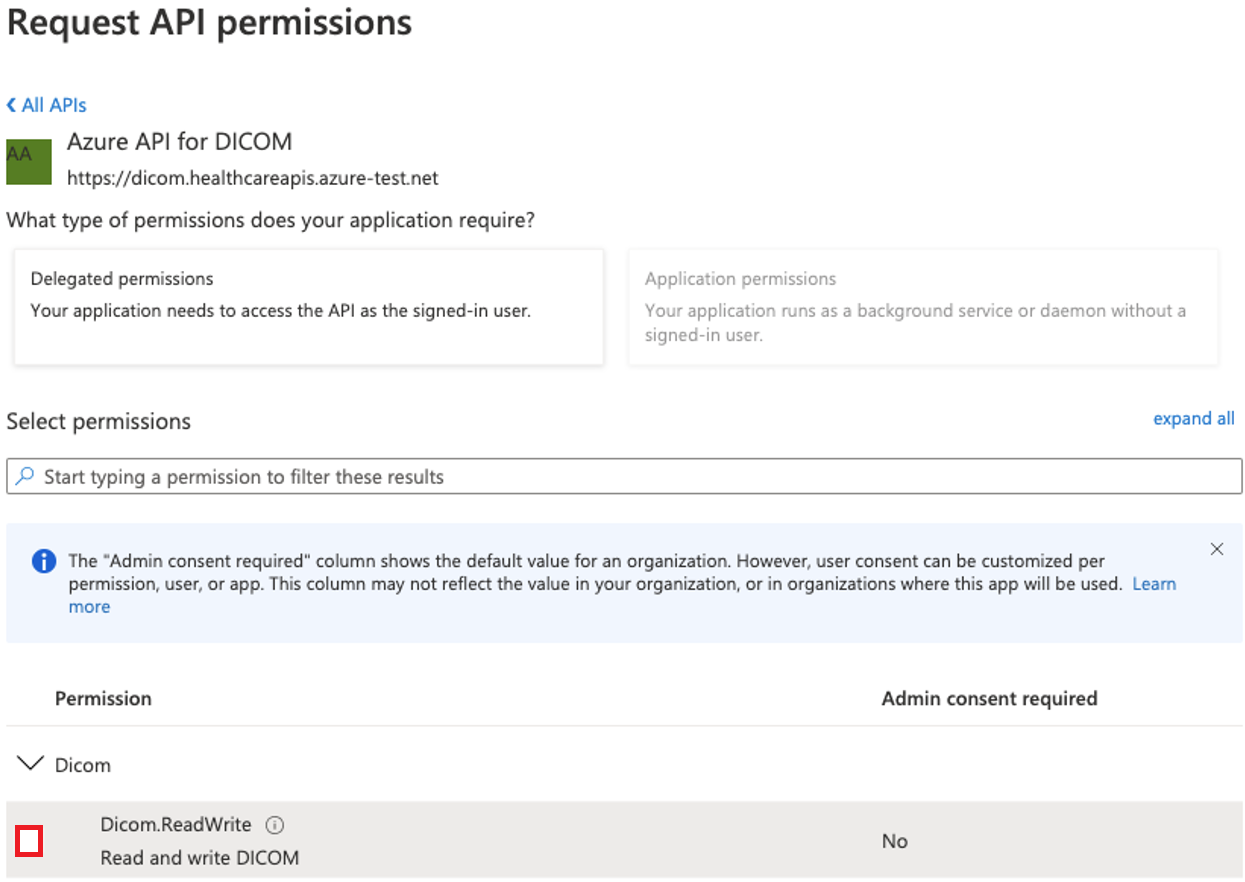 Request API permissions
All APIs
AA
Azure API for DICOM
https://dicom.healthcareapis.azure-test.net
What type of permissions does your application require?
Delegated permissions
Your application needs to access the API as the signed-in user.
Application permissions
Your application runs as a background service or daemon without a
signed-in user.
Select permissions
expand all
Start typing a permission to filter these results
The "Admin consent required" column shows the default value for an organization. However, user consent can be customized per
permission, user, or app. This column may not reflect the value in your organization, or in organizations where this app will be used. Learn
more
Permission
Admin consent required
Dicom
Dicom.ReadWrite
Read and write DICOM
No